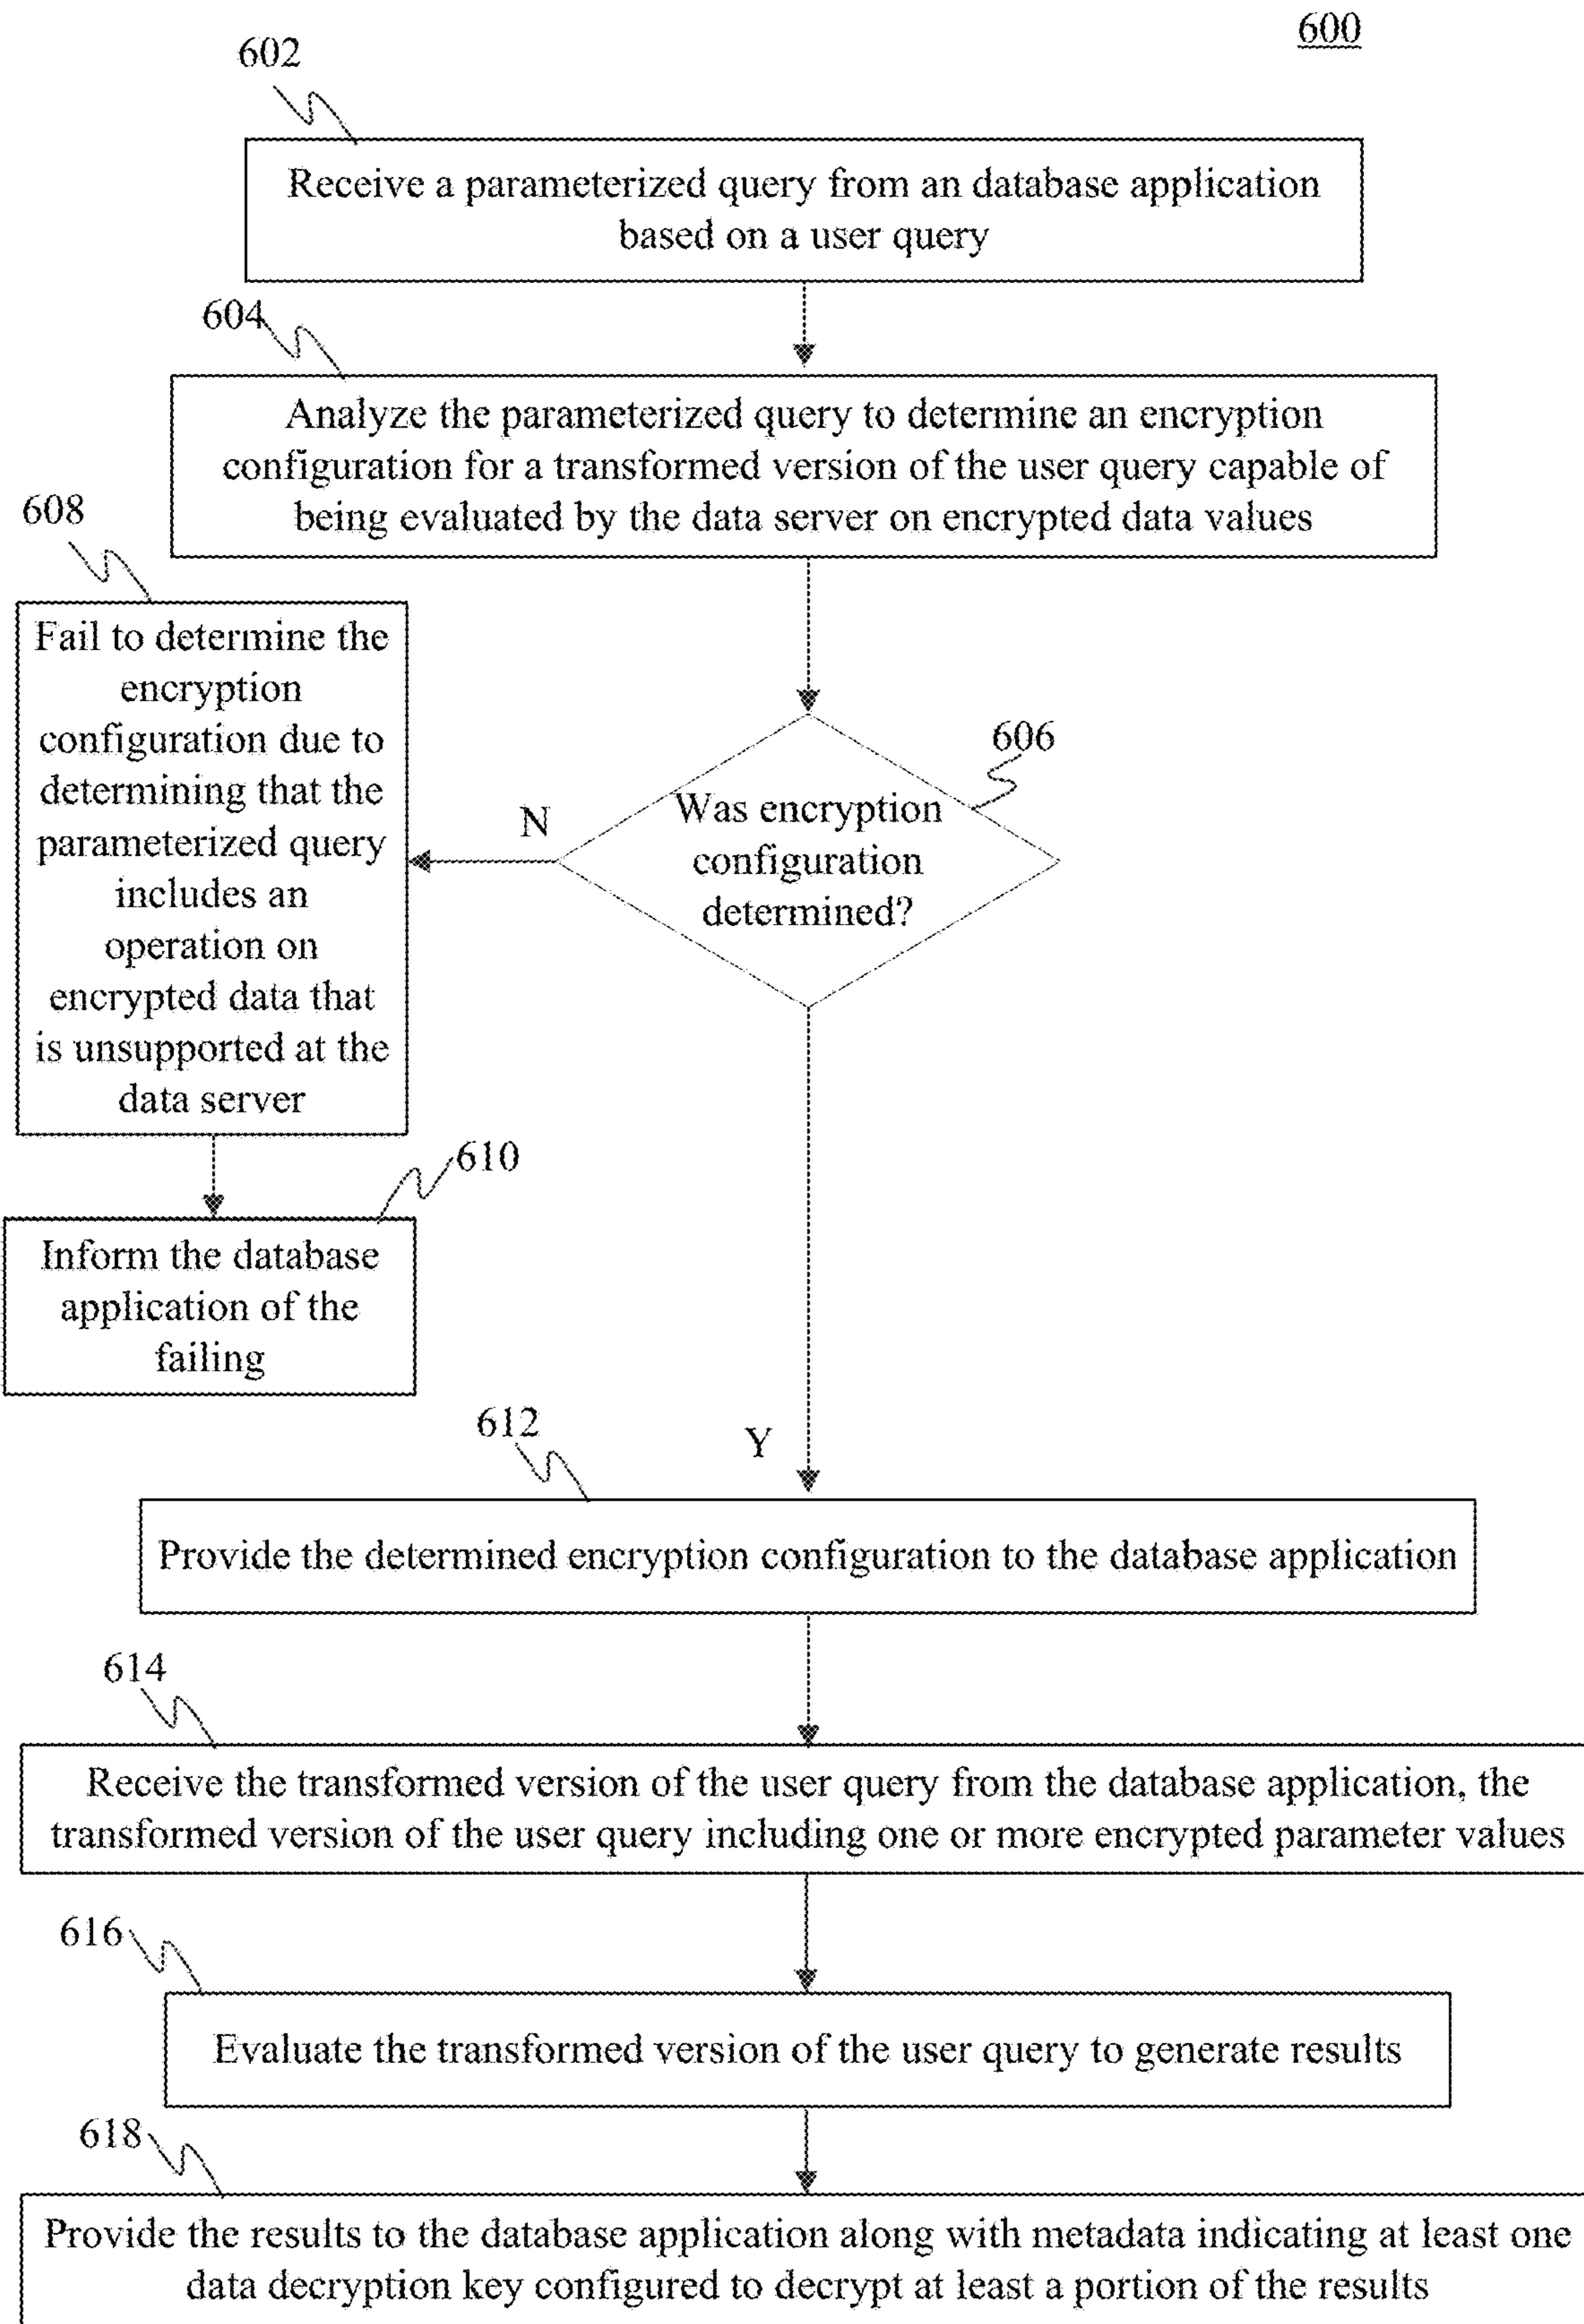 600
602
Receive a parameterized query from an database application
based on a user query
604
Analyze the parameterized query to determine an encryption
configuration for a transformed version of the user query capable of
being evaluated by the data server on encrypted data values
606
Was encryption
configuration
determined?
N
608
Fail to determine the
encryption
configuration due to
determining that the
parameterized query
includes an
operation on
encrypted data that
is unsupported at the
data server
610
Inform the database
application of the
failing
Y
612
Provide the determined encryption configuration to the database application
614
Receive the transformed version of the user query from the database application, the
transformed version of the user query including one or more encrypted parameter values
616
Evaluate the transformed version of the user query to generate results
618
Provide the results to the database application along with metadata indicating at least one
data decryption key configured to decrypt at least a portion of the results